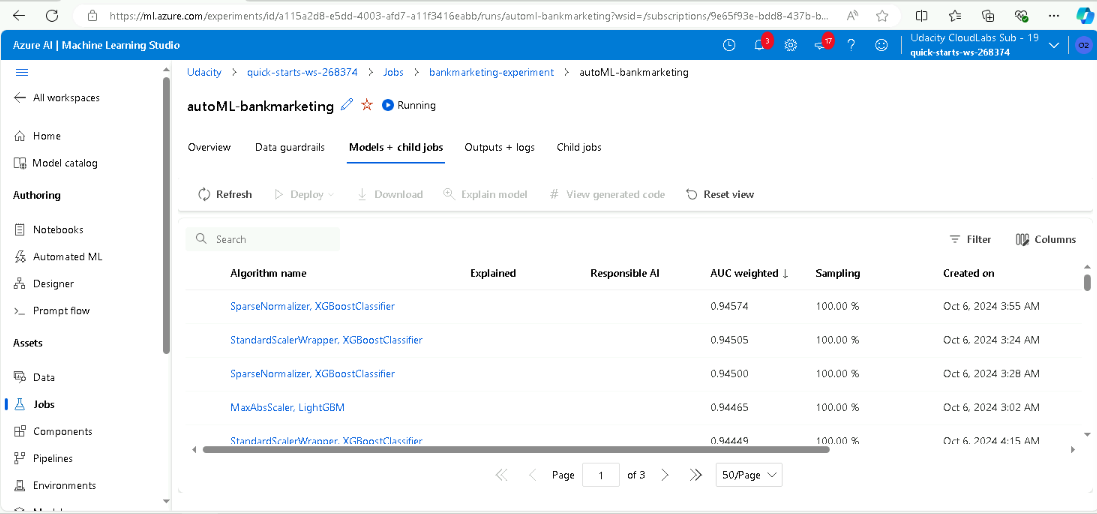 https://ml.azure.com/experiments/id/a115a2d8-e5dd-4003-afd7-a11f3416eabb/runs/automl-bankmarketing?wsid=/subscriptions/9e65f93e-bdd8-437b-b...
Azure AI | Machine Learning Studio
3
17
Udacity CloudLabs Sub - 19
quick-starts-ws-268374
O2
All workspaces
Home
Model catalog
Authoring
Notebooks
Automated ML
Designer
Prompt flow
Assets
Data
Jobs
Components
Pipelines
Environments
Udacity > quick-starts-ws-268374 > Jobs > bankmarketing-experiment > autoML-bankmarketing
autoML-bankmarketing Running
Overview Data guardrails Models + child jobs Outputs + logs Child jobs
Refresh Deploy Download Explain model # View generated code Reset view
Search Filter Columns
Algorithm name Explained Responsible AI AUC weighted ↓ Sampling Created on
SparseNormalizer, XGBoostClassifier 0.94574 100.00 % Oct 6, 2024 3:55 AM
StandardScalerWrapper, XGBoostClassifier 0.94505 100.00 % Oct 6, 2024 3:24 AM
SparseNormalizer, XGBoostClassifier 0.94500 100.00 % Oct 6, 2024 3:28 AM
MaxAbsScaler, LightGBM 0.94465 100.00 % Oct 6, 2024 3:02 AM
StandardScalerWrapper, XGBoostClassifier 0.94449 100.00 % Oct 6, 2024 4:15 AM
Page 1 of 3 50/Page